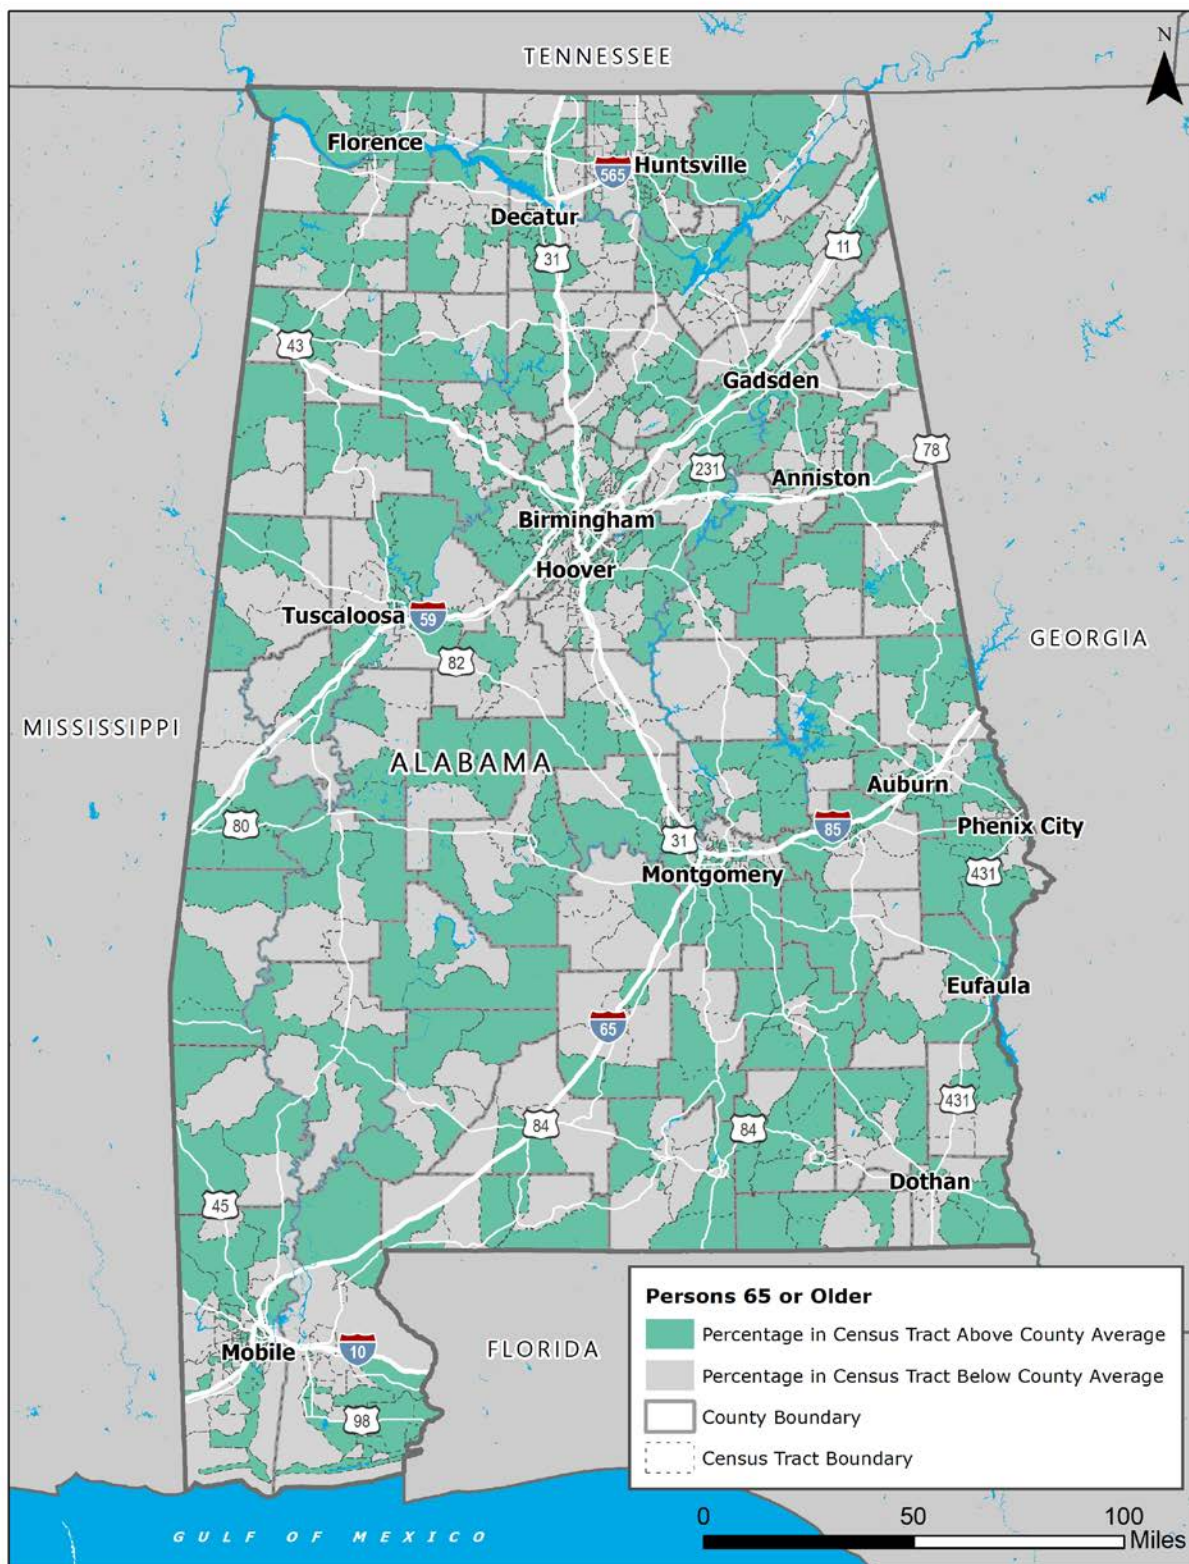 TENNESSEE
N
Florence
565
Huntsville
Decatur
31
11
43
Gadsden
78
231
Anniston
Birmingham
Hoover
Tuscaloosa
59
82
GEORGIA
MISSISSIPPI
ALABAMA
Auburn
80
85
Phenix City
31
431
Montgomery
Eufaula
65
431
84
84
Dothan
45
FLORIDA
Mobile
10
98
Persons 65 or Older
Percentage in Census Tract Above County Average
Percentage in Census Tract Below County Average
County Boundary
Census Tract Boundary
0 50 100
Miles
GULF OF MEXICO